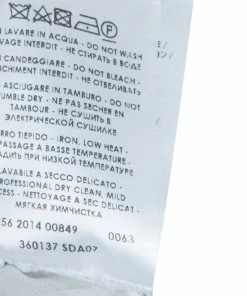 LAVARE IN ACQUA - DO NOT WASH
VAGE INTERDIT - НЕ СТИРАТЬ В ВОДЕ
CANDEGGIARE - DO NOT BLEACH -
CHIMENT INTERDIT - НЕ ОТБЕЛИВАТЬ
ASCIUGARE IN TAMBURO - DO NOT
TUMBLE DRY - NE PAS SECHER EN
TAMBOUR - НЕ СУШИТЬ В
ЭЛЕКТРИЧЕСКОЙ СУШИЛКЕ
RRO TIEPIDO - IRON, LOW HEAT -
PASSAGE A BASSE TEMPERATURE -
ДИТЬ ПРИ НИЗКОЙ ТЕМПЕРАТУРЕ
LAVABILE A SECCO DELICATO -
PROFESSIONAL DRY CLEAN, MILD
CESS - NETTOYAGE A SEC DELICAT -
МЯГКАЯ ХИМЧИСТКА
56 2014 00849 0063
360137 SDA07